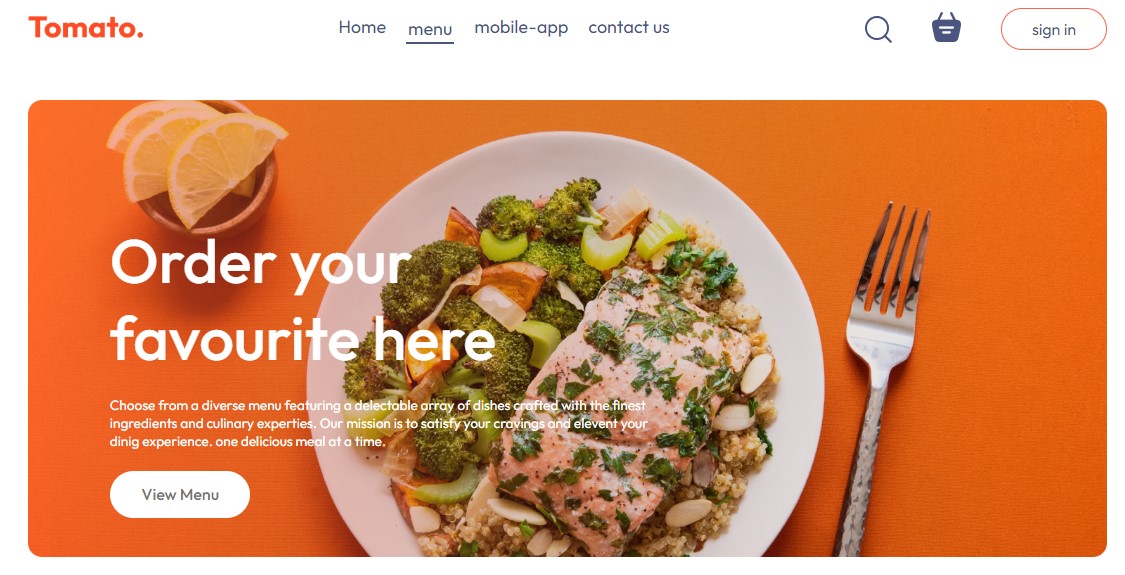 Tomato.
Home menu mobile-app contact us
sign in
Order your
favourite here
Choose from a diverse menu featuring a delectable array of dishes crafted with the finest
ingredients and culinary experties. Our mission is to satisfy your cravings and elevent your
dinig experience. one delicious meal at a time.
View Menu